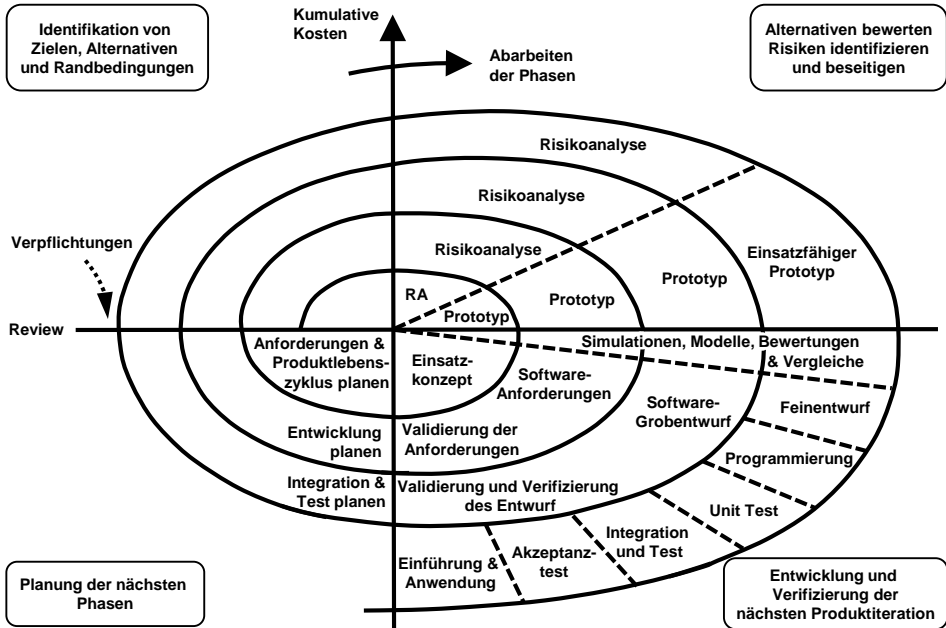 Identifikation von
Zielen, Alternativen
und Randbedingungen
Kumulative
Kosten
Abarbeiten
der Phasen
Alternativen bewerten
Risiken identifizieren
und beseitigen
Risikoanalyse
Risikoanalyse
Risikoanalyse
RA
Verpflichtungen
Einsatzfähiger
Prototyp
Prototyp
Prototyp
Prototyp
Review
Simulationen, Modelle, Bewertungen
& Vergleiche
Anforderungen &
Produktlebens-
zyklus planen
Einsatz-
konzept
Software-
Anforderungen
Software-
Grobentwurf
Feinentwurf
Entwicklung
planen
Validierung der
Anforderungen
Programmierung
Integration &
Test planen
Validierung und Verifizierung
des Entwurf
Unit Test
Integration
und Test
Akzeptanz-
test
Einführung &
Anwendung
Planung der nächsten
Phasen
Entwicklung und
Verifizierung der
nächsten Produktiteration